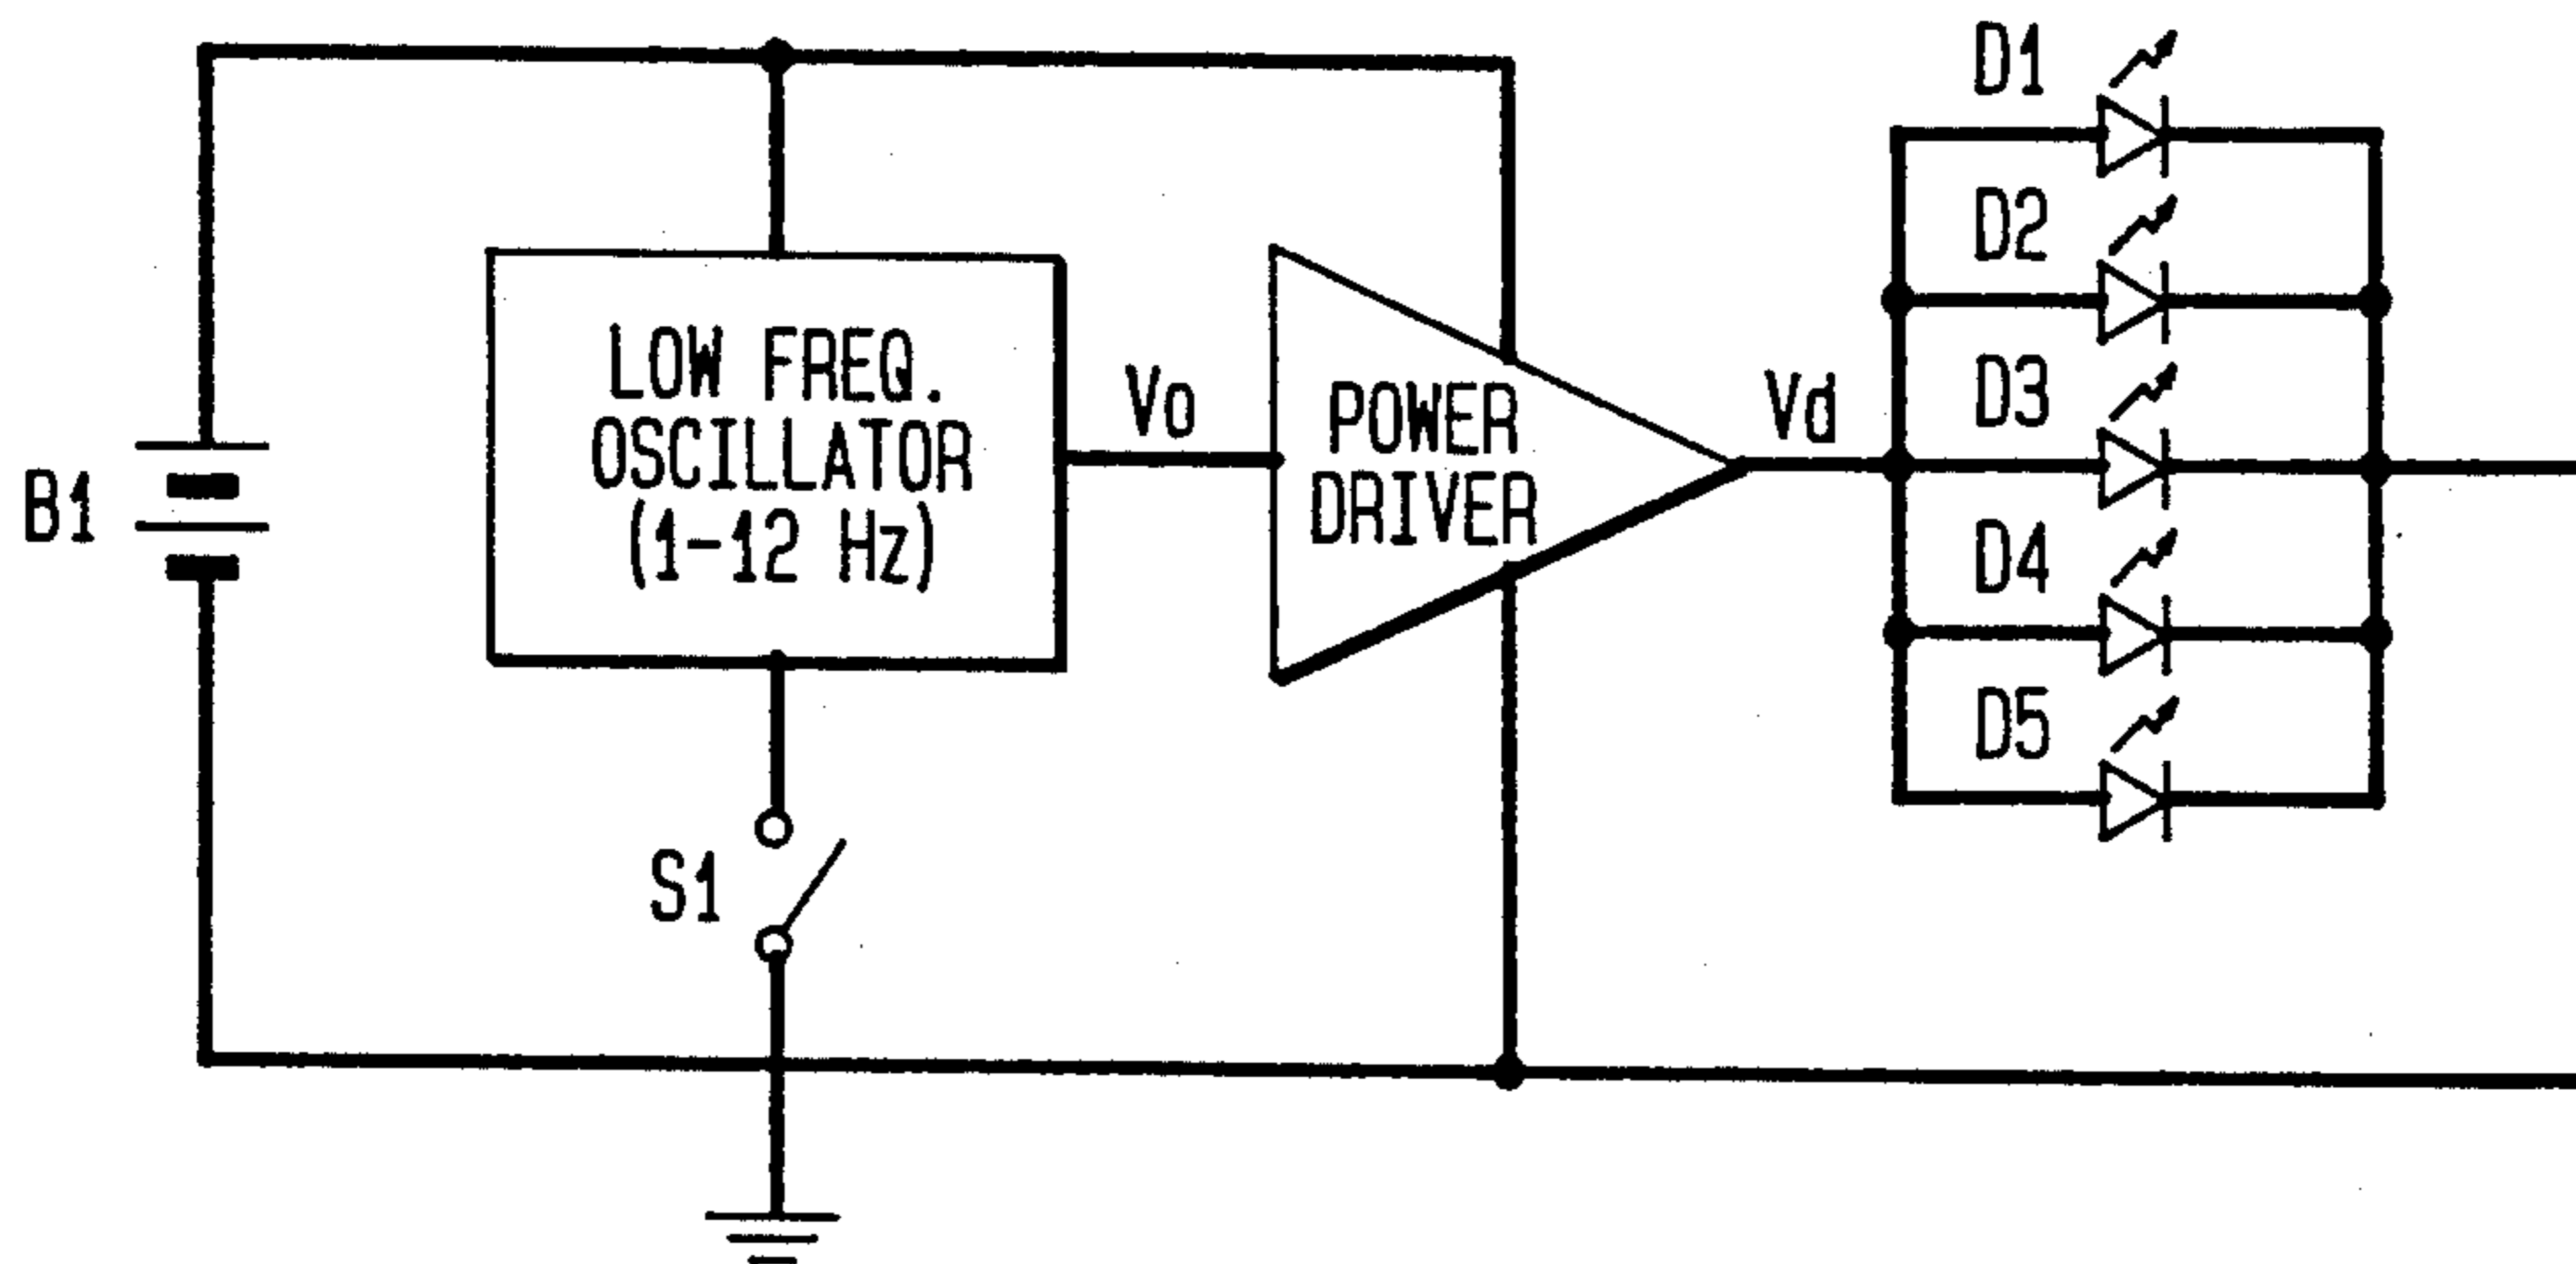 B1
LOW FREQ.
OSCILLATOR
(1-12 Hz)
S1
Vo
POWER
DRIVER
Vd
D1
D2
D3
D4
D5